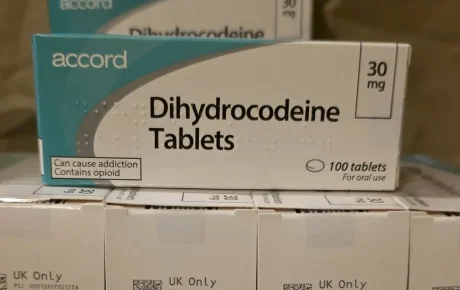 30
mg
Dihydrocodeine
accord
30
mg
Dihydrocodeine
Tablets
Can cause addiction
Contains opioid
100 tablets
For oral use
UK Only
UK Only
UK Only